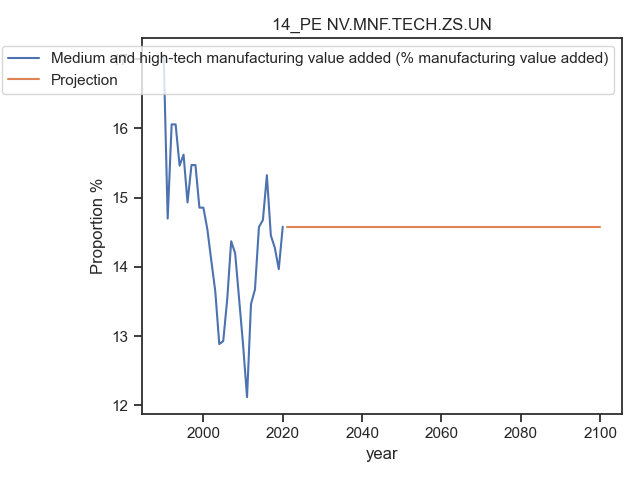 14_PE NV.MNF.TECH.ZS.UN
Medium and high-tech manufacturing value added (% manufacturing value added)
Projection
16
15
14
13
12
Proportion %
2000 2020 2040 2060 2080 2100
year